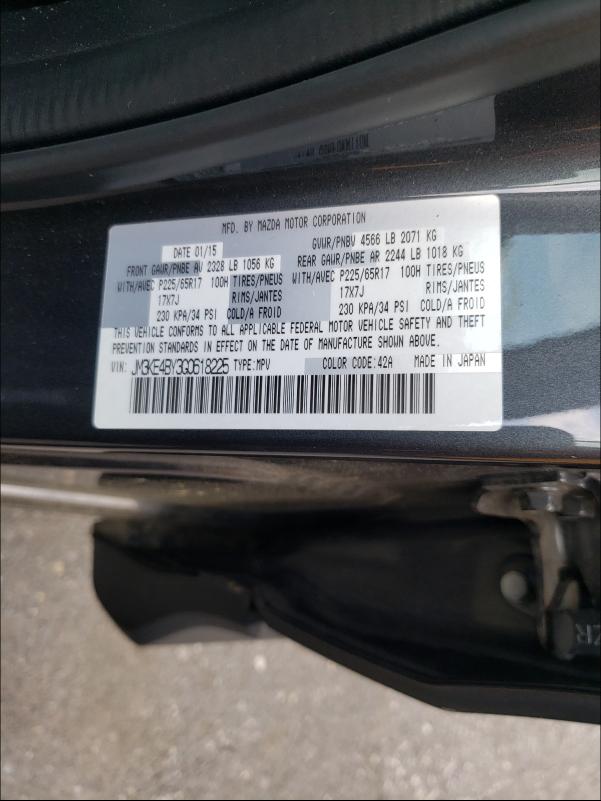 MFD. BY MAZDA MOTOR CORPORATION
DATE 01/15 GVWR/PNBV 4566 LB 2071 KG
FRONT GAWR/PNBE AV 2328 LB 1056 KG REAR GAWR/PNBE AR 2244 LB 1018 KG
WITH/AVEC P225/65R17 100H TIRES/PNEUS WITH/AVEC P225/65R17 100H TIRES/PNEUS
17X7J RIMS/JANTES 17X7J RIMS/JANTES
230 KPA/34 PSI COLD/A FROID 230 KPA/34 PSI COLD/A FROID
THIS VEHICLE CONFORMS TO ALL APPLICABLE FEDERAL MOTOR VEHICLE SAFETY AND THEFT
PREVENTION STANDARDS IN EFFECT ON THE DATE OF MANUFACTURE SHOWN ABOVE.
VIN: JM3KE4BY3G0618225 TYPE: MPV COLOR CODE: 42A MADE IN JAPAN
ZR